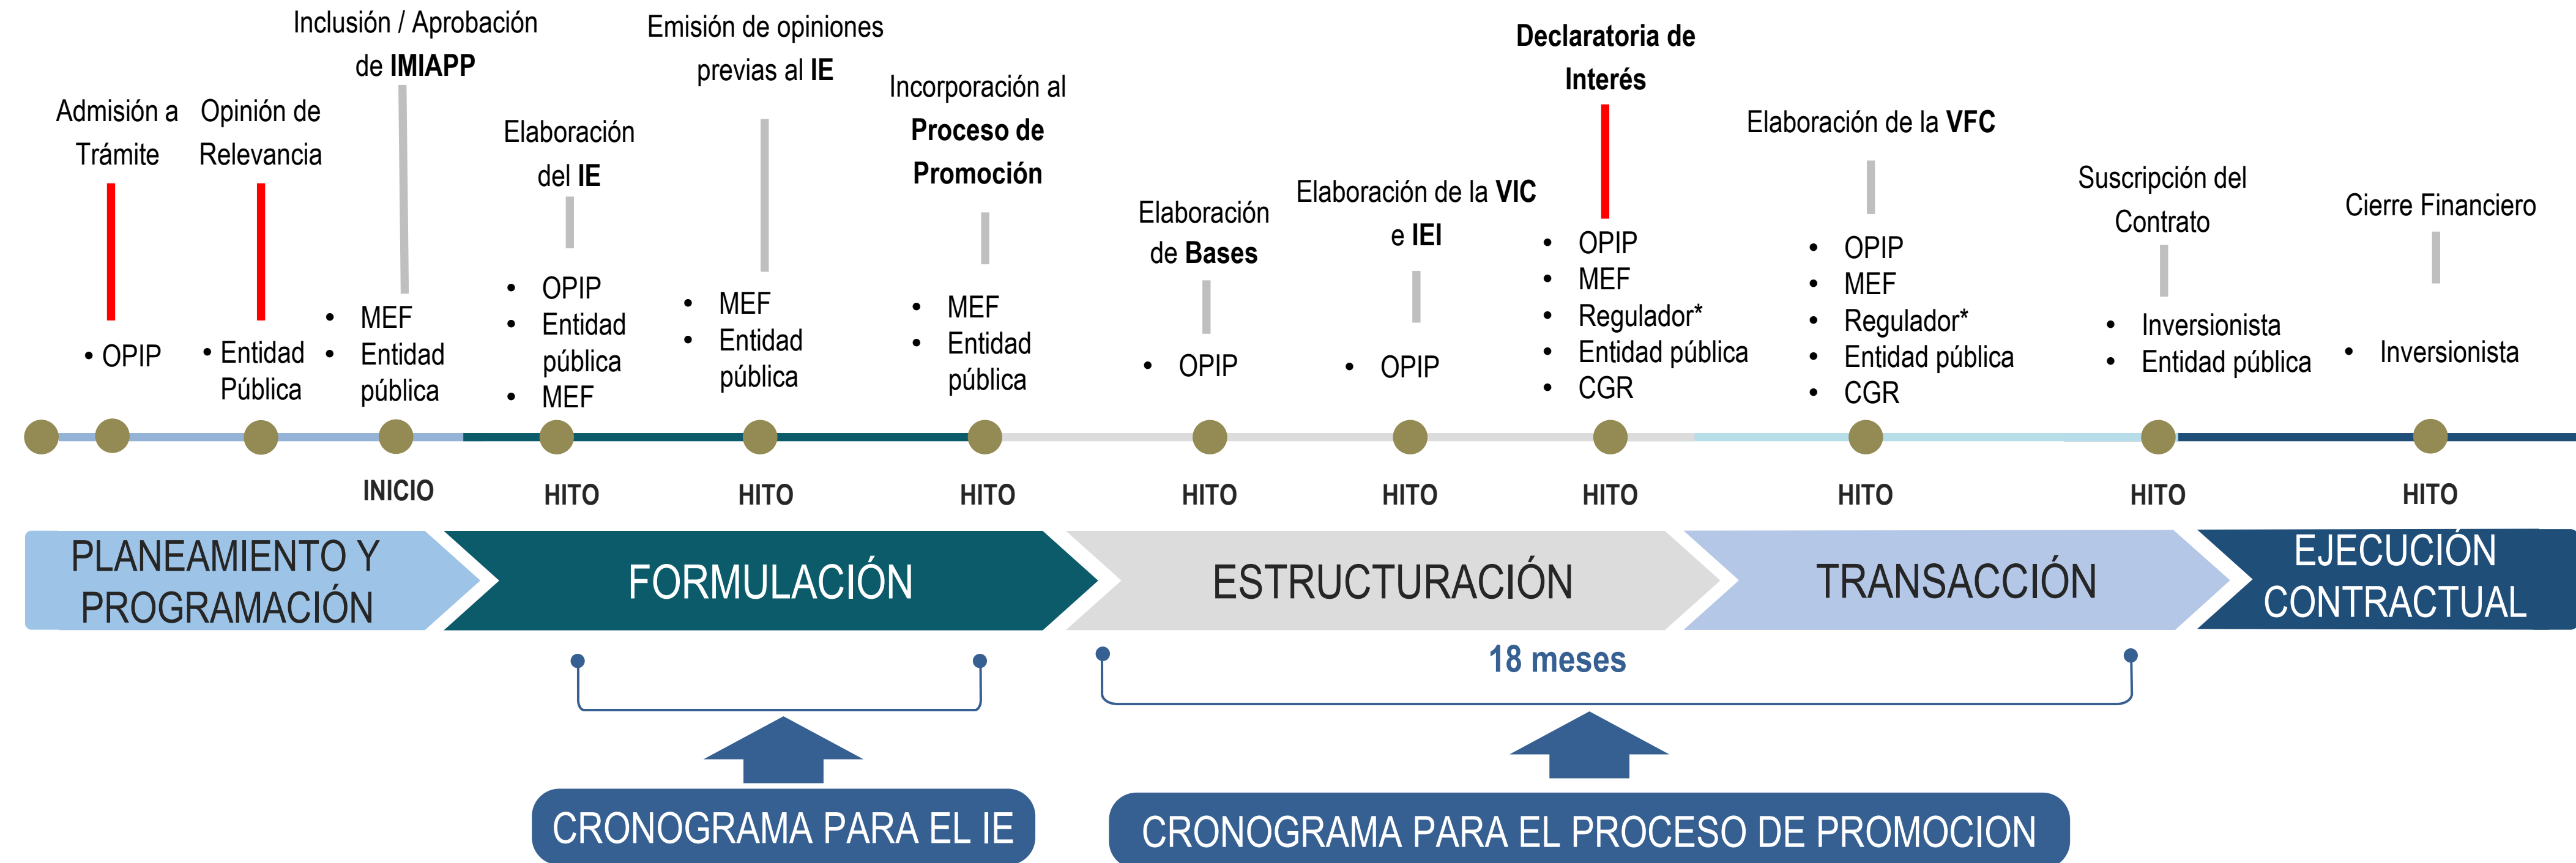 Admisión a
Trámite
• OPIP
Opinión de
Relevancia
• Entidad
Pública
Inclusión / Aprobación
de IMIAPP
• MEF
• Entidad
pública
Elaboración
del IE
• OPIP
• Entidad
pública
• MEF
Emisión de opiniones
previas al IE
• MEF
• Entidad
pública
Incorporación al
Proceso de
Promoción
• MEF
• Entidad
pública
Elaboración
de Bases
• OPIP
Elaboración de la VIC
e IEI
• OPIP
Declaratoria de
Interés
• OPIP
• MEF
• Regulador*
• Entidad pública
• CGR
Elaboración de la VFC
• OPIP
• MEF
• Regulador*
• Entidad pública
• CGR
Suscripción del
Contrato
• Inversionista
• Entidad pública
Cierre Financiero
• Inversionista
INICIO
HITO
HITO
HITO
HITO
HITO
HITO
HITO
HITO
HITO
PLANEAMIENTO Y
PROGRAMACIÓN
FORMULACIÓN
ESTRUCTURACIÓN
TRANSACCIÓN
EJECUCIÓN
CONTRACTUAL
18 meses
CRONOGRAMA PARA EL IE
CRONOGRAMA PARA EL PROCESO DE PROMOCION